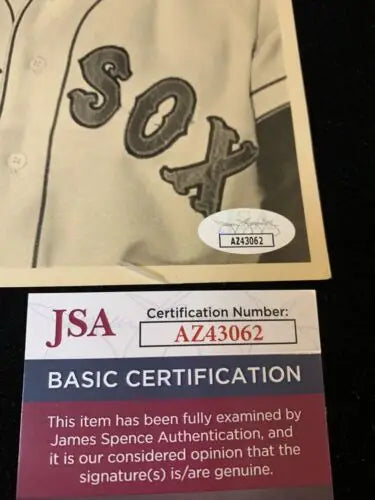 SOX
AZ43062
JSA
Certification Number:
AZ43062
BASIC CERTIFICATION
This item has been fully examined by
James Spence Authentication, and
it is our considered opinion that the
signature(s) is/are genuine.